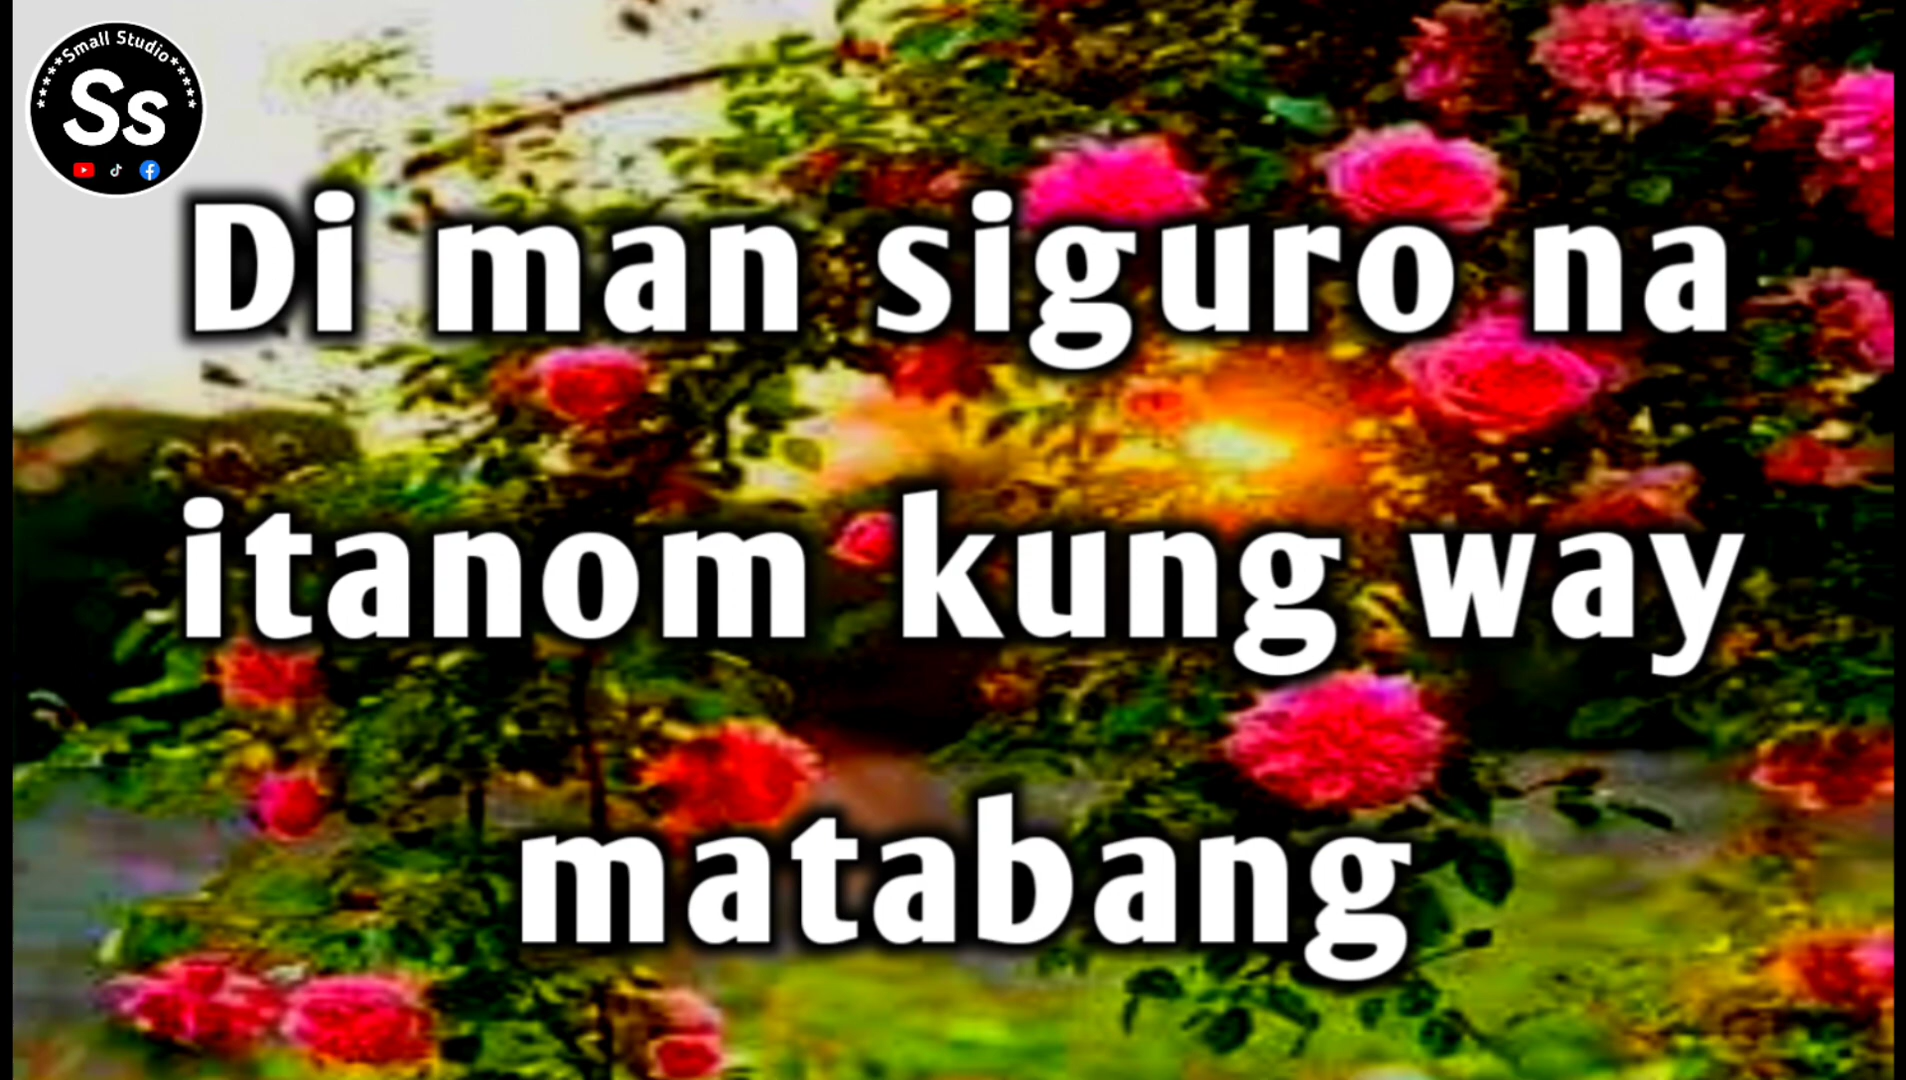 *****Small Studio*****
Ss
Di man siguro na
itanom kung way
matabang